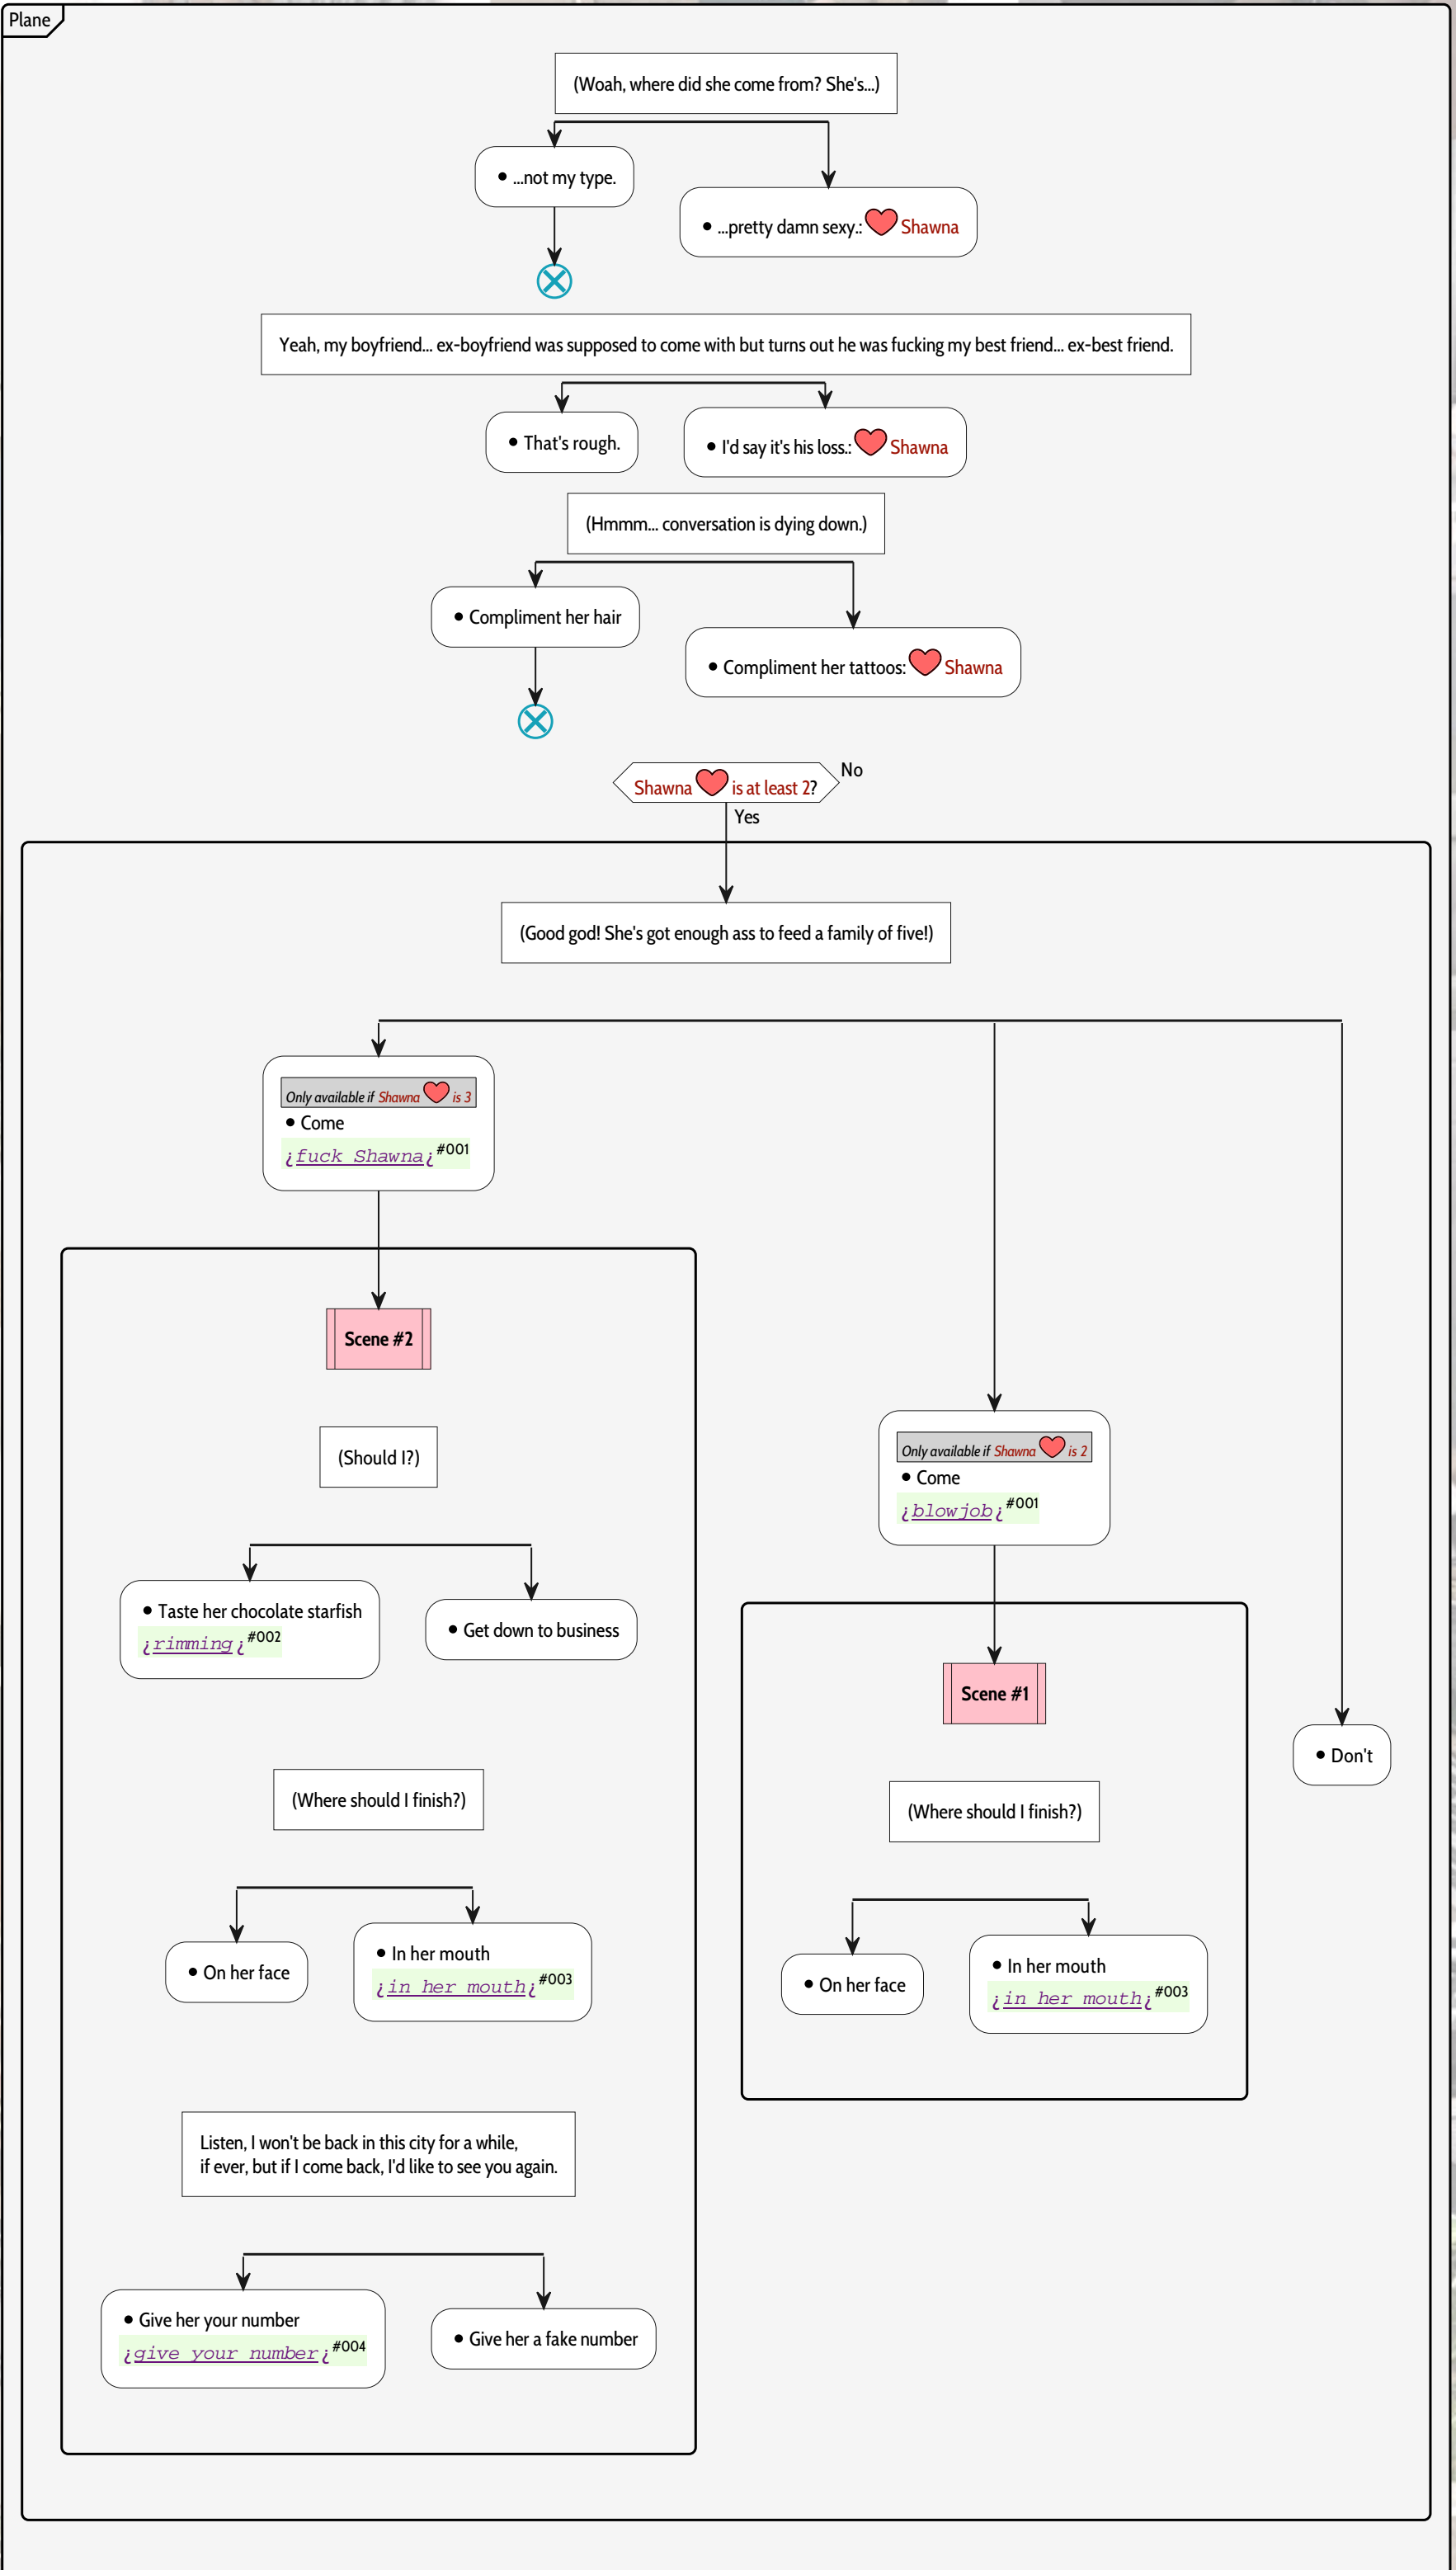 Plane
(Woah, where did she come from? She's...)
• ...not my type.
• ...pretty damn sexy.: Shawna
Yeah, my boyfriend... ex-boyfriend was supposed to come with but turns out he was fucking my best friend... ex-best friend.
• That's rough.
• I'd say it's his loss.: Shawna
(Hmmm... conversation is dying down.)
• Compliment her hair
• Compliment her tattoos: Shawna
Shawna is at least 2?
No
Yes
(Good god! She's got enough ass to feed a family of five!)
Only available if Shawna is 3
• Come
¿fuck Shawna¿#001
Scene #2
(Should I?)
• Taste her chocolate starfish
¿rimming¿#002
• Get down to business
(Where should I finish?)
• On her face
• In her mouth
¿in her mouth¿#003
Listen, I won't be back in this city for a while,
if ever, but if I come back, I'd like to see you again.
• Give her your number
¿give your number¿#004
• Give her a fake number
Only available if Shawna is 2
• Come
¿blowjob¿#001
Scene #1
(Where should I finish?)
• On her face
• In her mouth
¿in her mouth¿#003
• Don't